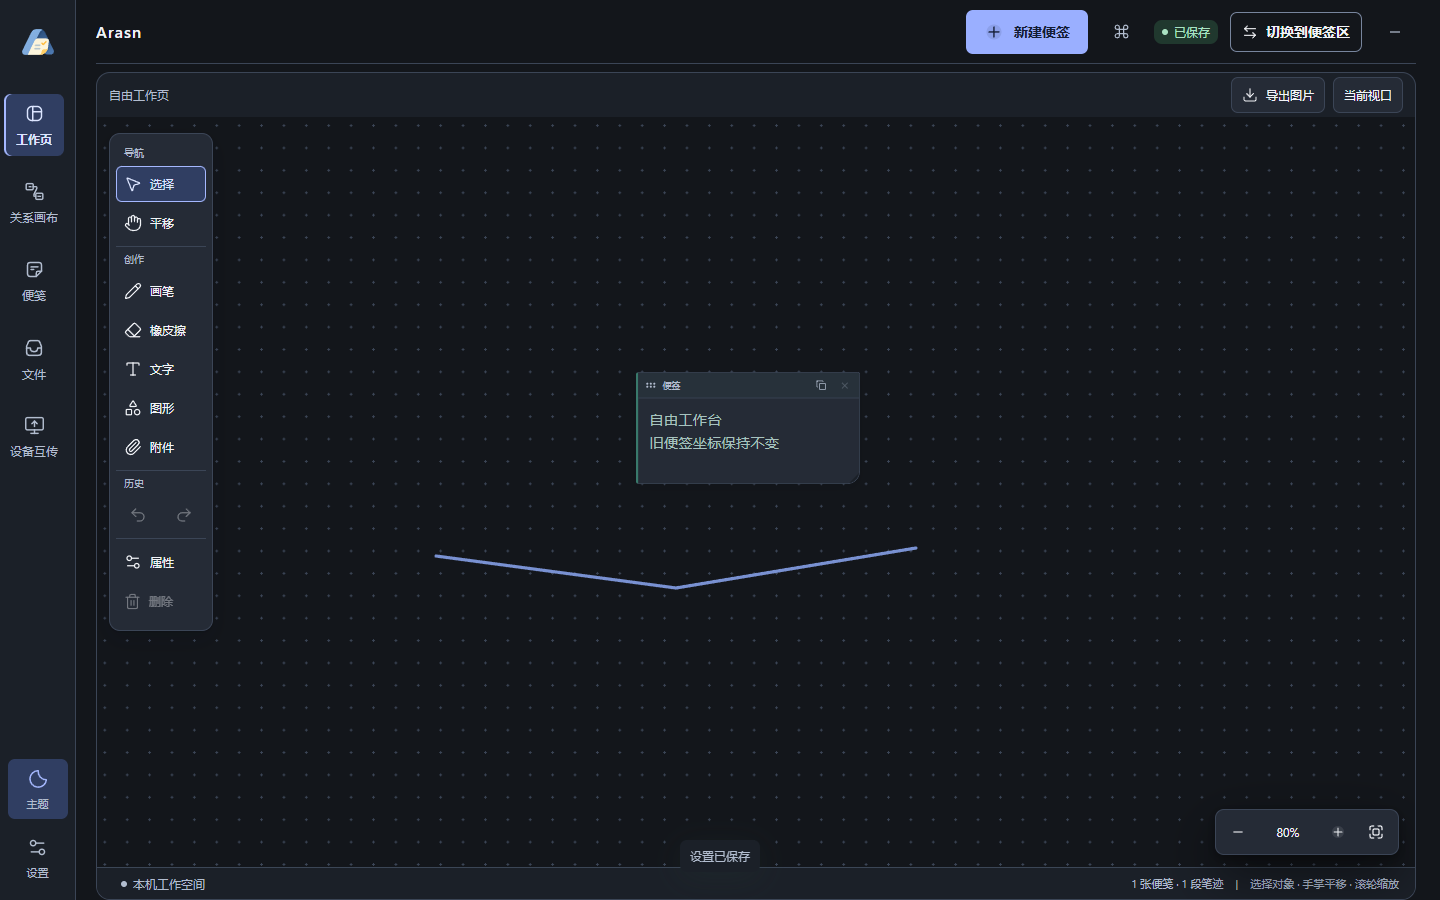 Arasn
新建便签
已保存
切换到便签区
工作页
关系画布
便笺
文件
设备互传
主题
设置
自由工作页
导出图片
当前视口
导航
选择
平移
创作
画笔
橡皮擦
文字
图形
附件
历史
属性
删除
便签
自由工作台
旧便签坐标保持不变
80%
设置已保存
本机工作空间
1 张便笺 · 1 段笔迹 | 选择对象 · 手掌平移 · 滚轮缩放